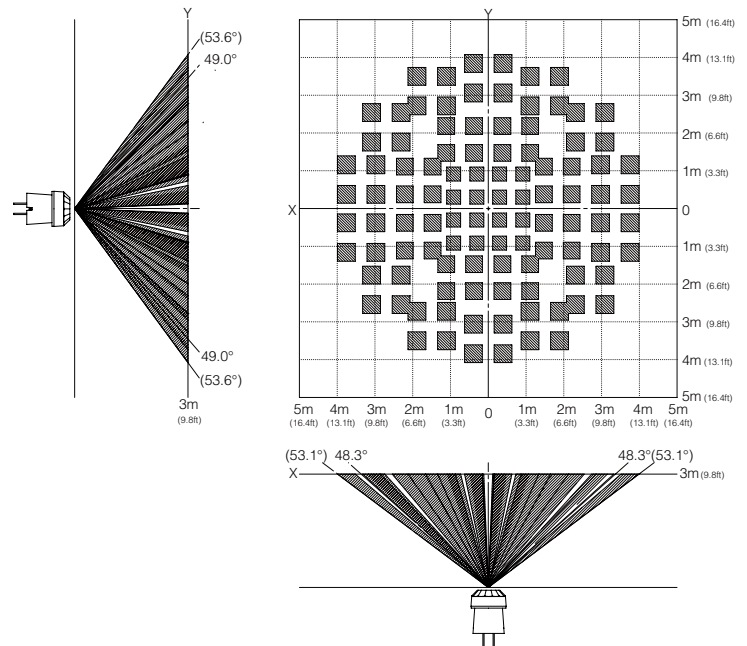 Y
(53.6°)
49.0°
49.0°
(53.6°)
3m
(9.8ft)
Y
5m (16.4ft)
4m (13.1ft)
3m (9.8ft)
2m (6.6ft)
1m (3.3ft)
X 0
1m (3.3ft)
2m (6.6ft)
3m (9.8ft)
4m (13.1ft)
5m (16.4ft)
5m 4m 3m 2m 1m 0 1m 2m 3m 4m 5m
(16.4ft) (13.1ft) (9.8ft) (6.6ft) (3.3ft) (3.3ft) (6.6ft) (9.8ft) (13.1ft) (16.4ft)
(53.1°) 48.3° 48.3° (53.1°)
X 3m (9.8ft)